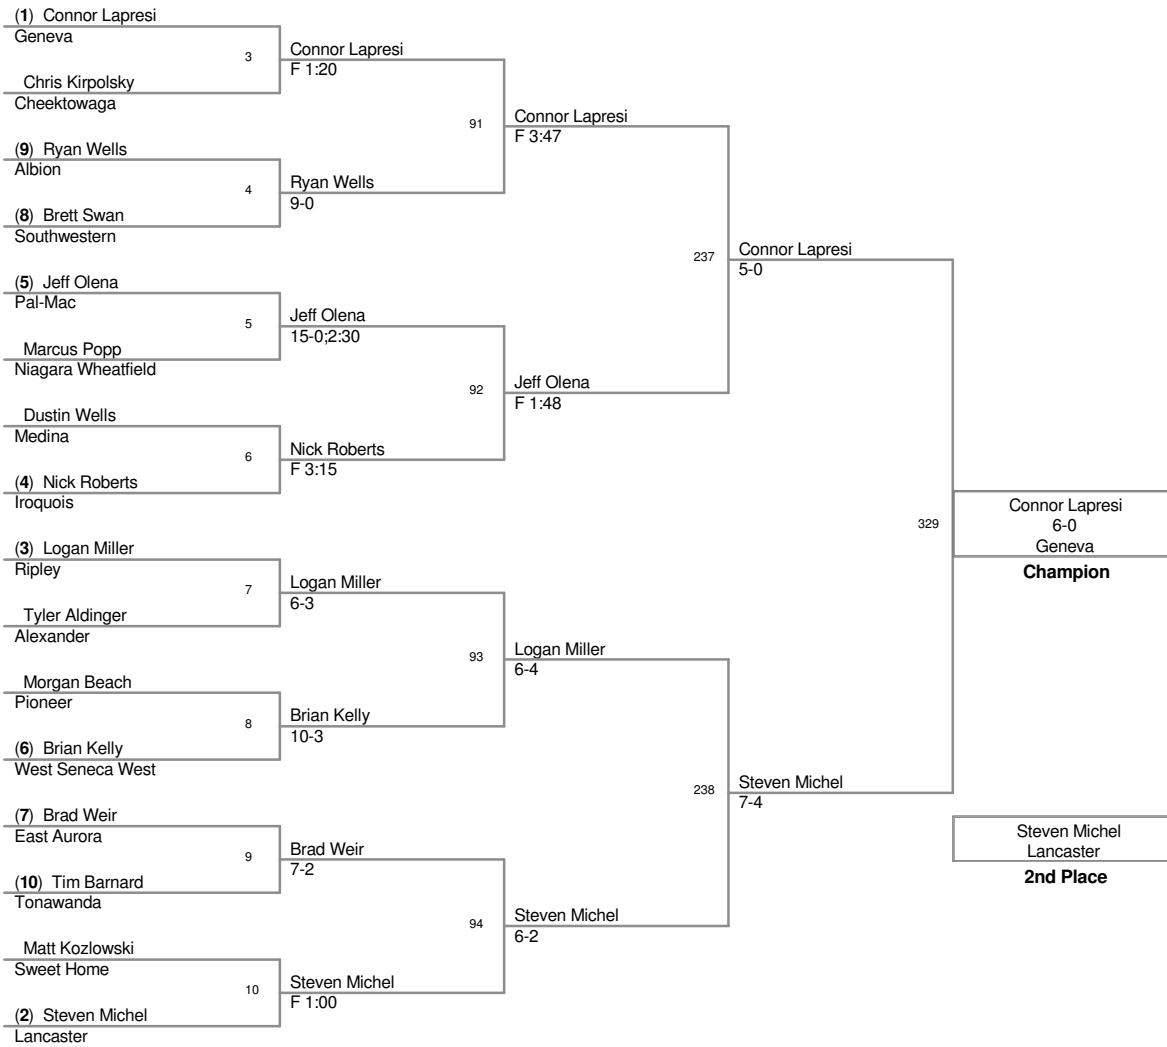 (1) Connor Lapresi
Geneva
3
Chris Kirpolsky
Cheektowaga
(9) Ryan Wells
Albion
4
(8) Brett Swan
Southwestern
(5) Jeff Olena
Pal-Mac
5
Marcus Popp
Niagara Wheatfield
Dustin Wells
Medina
6
(4) Nick Roberts
Iroquois
(3) Logan Miller
Ripley
7
Tyler Aldinger
Alexander
Morgan Beach
Pioneer
8
(6) Brian Kelly
West Seneca West
(7) Brad Weir
East Aurora
9
(10) Tim Barnard
Tonawanda
Matt Kozlowski
Sweet Home
10
(2) Steven Michel
Lancaster
Connor Lapresi
F 1:20
91
Ryan Wells
9-0
Jeff Olena
15-0;2:30
92
Nick Roberts
F 3:15
Logan Miller
6-3
93
Brian Kelly
10-3
Brad Weir
7-2
94
Steven Michel
F 1:00
Connor Lapresi
F 3:47
237
Jeff Olena
F 1:48
Logan Miller
6-4
238
Steven Michel
6-2
Connor Lapresi
5-0
329
Steven Michel
7-4
Connor Lapresi
6-0
Geneva
Champion
Steven Michel
Lancaster
2nd Place